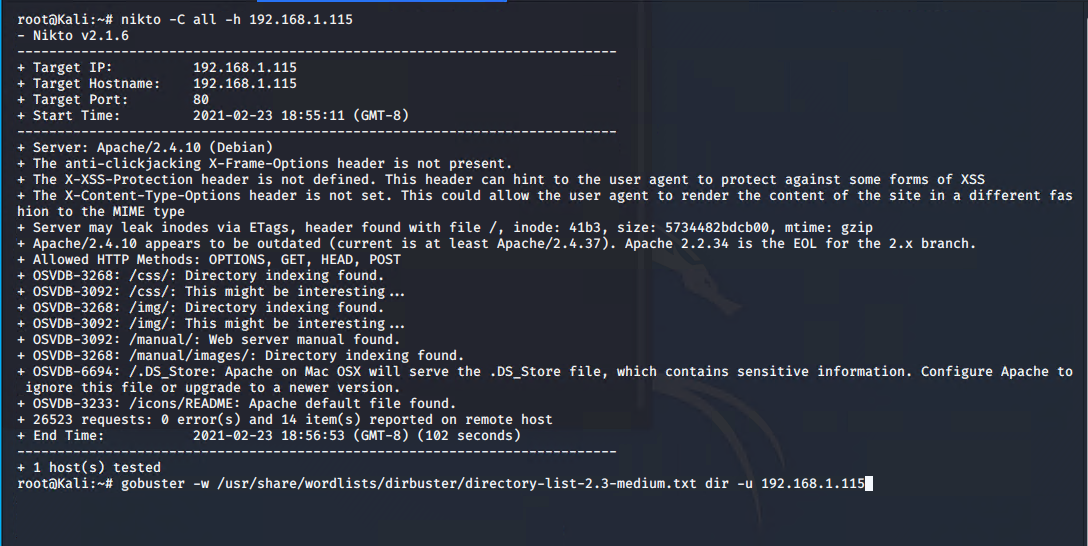 root@Kali:~# nikto -C all -h 192.168.1.115
- Nikto v2.1.6
---------------------------------------------------------------------------
+ Target IP:          192.168.1.115
+ Target Hostname:    192.168.1.115
+ Target Port:        80
+ Start Time:         2021-02-23 18:55:11 (GMT-8)
---------------------------------------------------------------------------
+ Server: Apache/2.4.10 (Debian)
+ The anti-clickjacking X-Frame-Options header is not present.
+ The X-XSS-Protection header is not defined. This header can hint to the user agent to protect against some forms of XSS
+ The X-Content-Type-Options header is not set. This could allow the user agent to render the content of the site in a different fas
hion to the MIME type
+ Server may leak inodes via ETags, header found with file /, inode: 41b3, size: 5734482bdcb00, mtime: gzip
+ Apache/2.4.10 appears to be outdated (current is at least Apache/2.4.37). Apache 2.2.34 is the EOL for the 2.x branch.
+ Allowed HTTP Methods: OPTIONS, GET, HEAD, POST
+ OSVDB-3268: /css/: Directory indexing found.
+ OSVDB-3092: /css/: This might be interesting...
+ OSVDB-3268: /img/: Directory indexing found.
+ OSVDB-3092: /img/: This might be interesting...
+ OSVDB-3092: /manual/: Web server manual found.
+ OSVDB-3268: /manual/images/: Directory indexing found.
+ OSVDB-6694: /.DS_Store: Apache on Mac OSX will serve the .DS_Store file, which contains sensitive information. Configure Apache to
 ignore this file or upgrade to a newer version.
+ OSVDB-3233: /icons/README: Apache default file found.
+ 26523 requests: 0 error(s) and 14 item(s) reported on remote host
+ End Time:           2021-02-23 18:56:53 (GMT-8) (102 seconds)
---------------------------------------------------------------------------
+ 1 host(s) tested
root@Kali:~# gobuster -w /usr/share/wordlists/dirbuster/directory-list-2.3-medium.txt dir -u 192.168.1.115